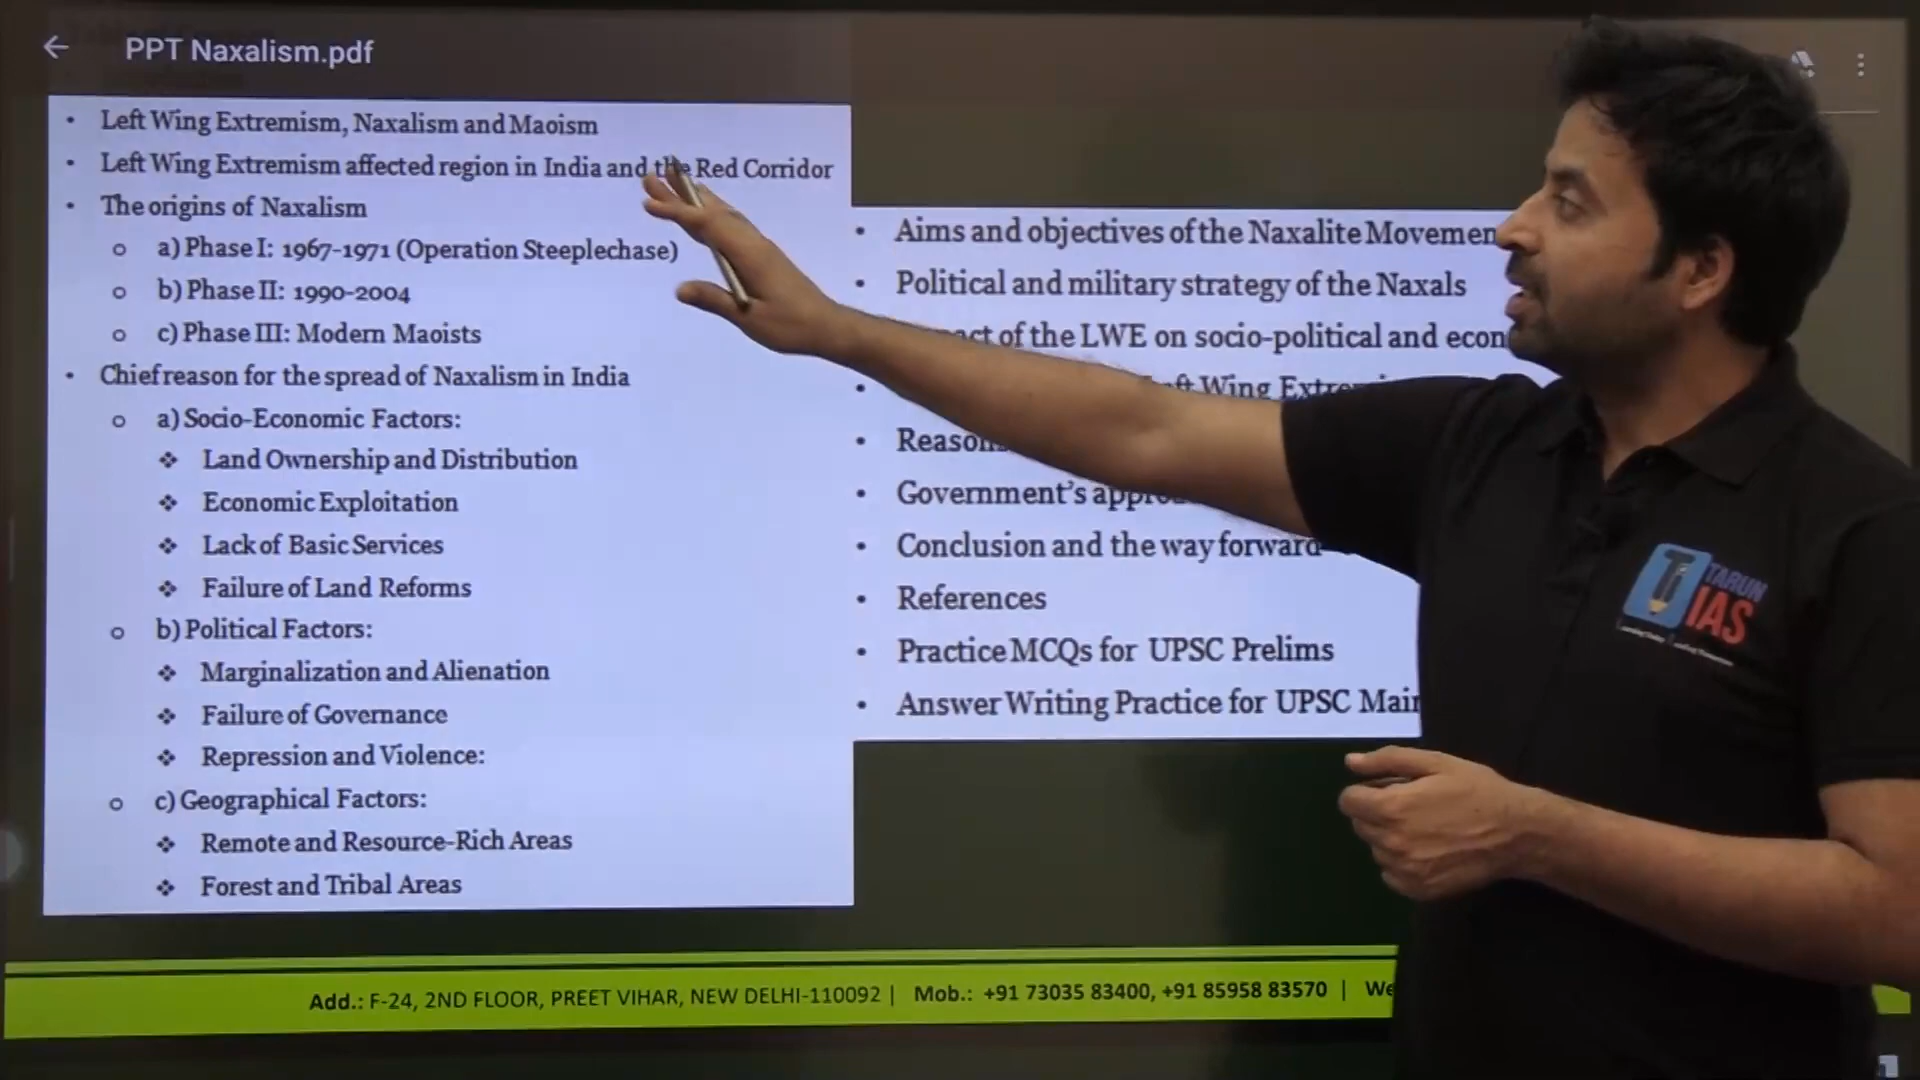 PPT Naxalism.pdf
• Left Wing Extremism, Naxalism and Maoism
• Left Wing Extremism affected region in India and the Red Corridor
• The origins of Naxalism
o a) Phase I: 1967-1971 (Operation Steeplechase)
o b) Phase II: 1990-2004
o c) Phase III: Modern Maoists
• Chief reason for the spread of Naxalism in India
o a) Socio-Economic Factors:
❖ Land Ownership and Distribution
❖ Economic Exploitation
❖ Lack of Basic Services
❖ Failure of Land Reforms
o b) Political Factors:
❖ Marginalization and Alienation
❖ Failure of Governance
❖ Repression and Violence:
o c) Geographical Factors:
❖ Remote and Resource-Rich Areas
❖ Forest and Tribal Areas
• Aims and objectives of the Naxalite Movemen
• Political and military strategy of the Naxals
of the LWE on socio-political and econ
• Wing
• Reason
• Government's
• Conclusion and the way forward
• References
• Practice MCQs for UPSC Prelims
• Answer Writing Practice for UPSC Main
TARUN
IAS
Add.: F-24, 2ND FLOOR, PREET VIHAR, NEW DELHI-110092 | Mob.: +91 73035 83400, +91 85958 83570 | We